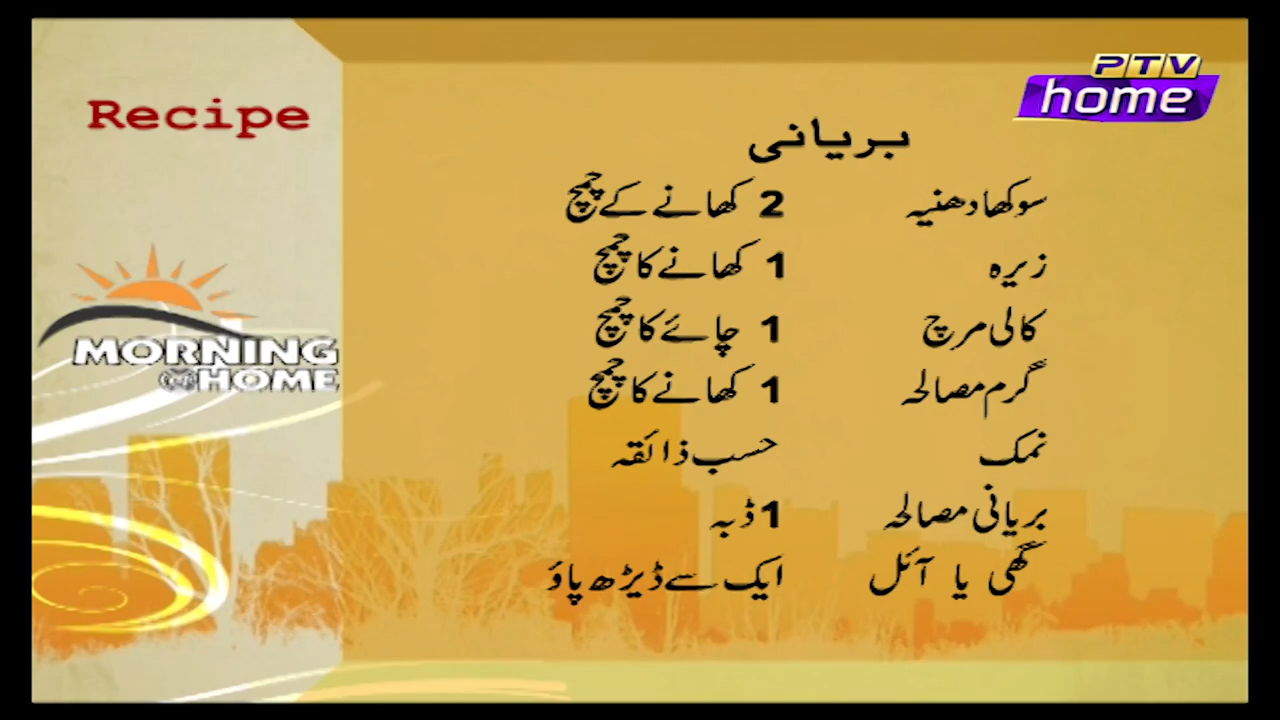 Recipe
PTV
home
بریانی
سوکھا دھنیہ 2 کھانے کے چمچ
زیرہ 1 کھانے کا چمچ
کالی مرچ 1 چائے کا چمچ
گرم مصالحہ 1 کھانے کا چمچ
نمک حسب ذائقہ
بریانی مصالحہ 1 ڈبہ
گھی یا آئل ایک سے ڈیڑھ پاؤ
MORNING
@HOME